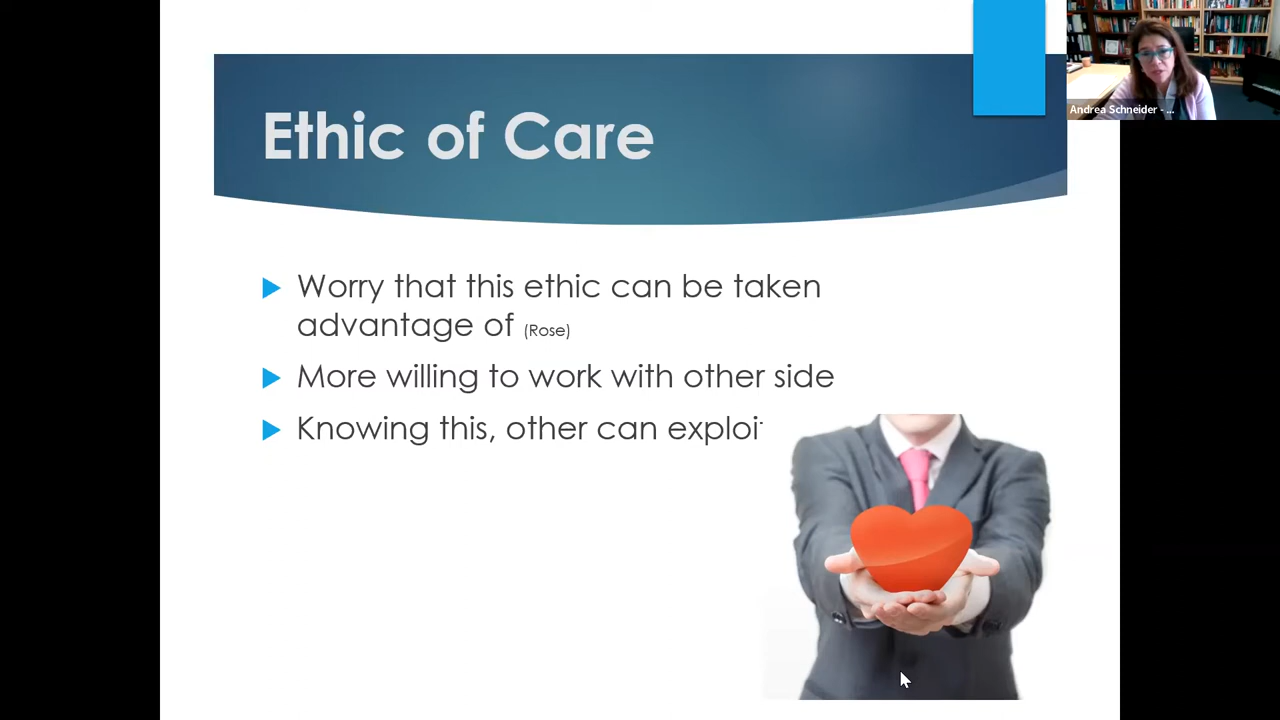 Ethic of Care
Andrea Schneider - ...
Worry that this ethic can be taken
advantage of (Rose)
More willing to work with other side
Knowing this, other can exploi